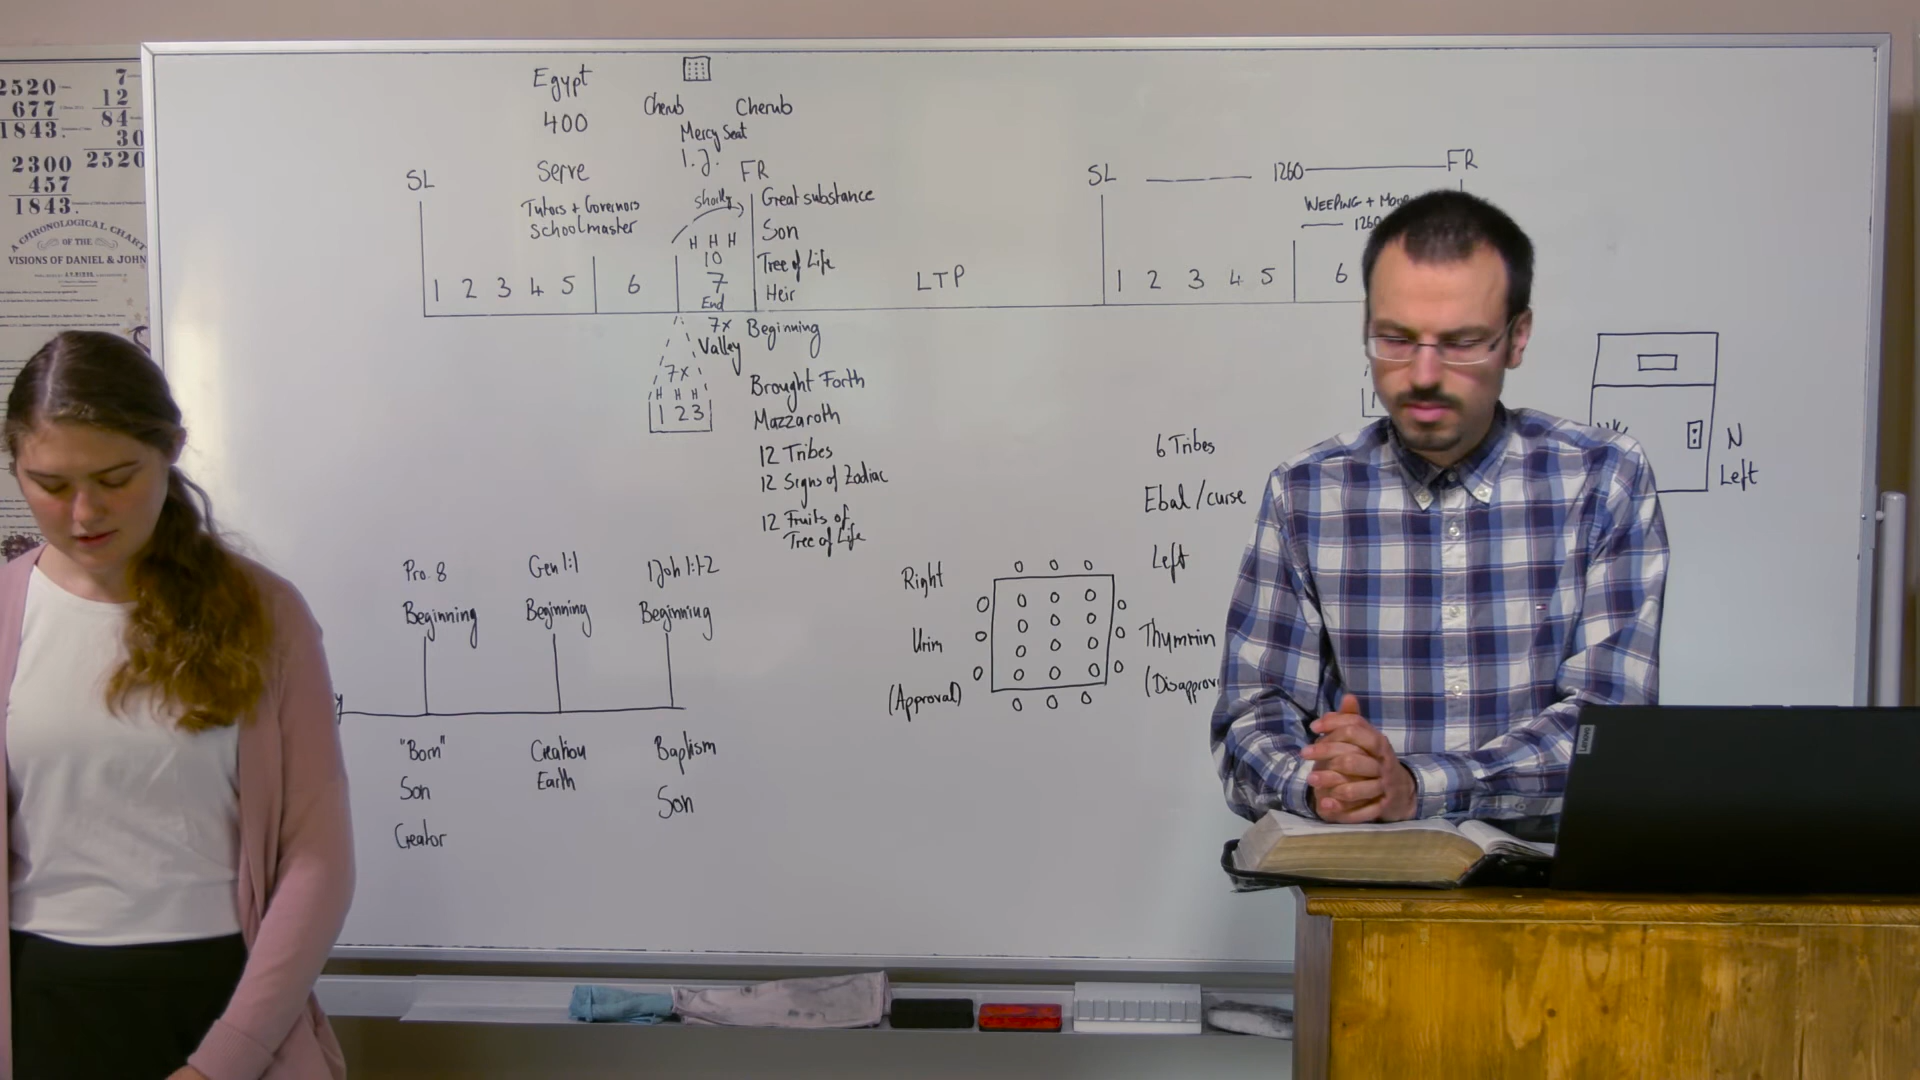 2520
677
1843.
2300
457
1843.
7
12
84
30
2520
A CHRONOLOGICAL CHART
OF THE
VISIONS OF DANIEL & JOHN
Egypt
400
Serve
Tutors + Governors
Schoolmaster
Cherub Cherub
Mercy Seat
1. J.
SL
FR
shortly
Great substance
Son
Tree of Life
Heir
H H H
10
7
End
1 2 3 4 5 6
LTP
7x Beginning
Valley
7x
H H H
1 2 3
Brought Forth
Mazzaroth
12 Tribes
12 Signs of Zodiac
12 Fruits of
Tree of Life
SL 1260 FR
WEEPING +
1260
1 2 3 4 5 6
N
Left
6 Tribes
Ebal/curse
Left
Thummin
Right
Urim
(Approval)
Pro. 8
Beginning
"Born"
Son
Creator
Gen 1:1
Beginning
Creation
Earth
1Joh 1:1-2
Beginning
Baptism
Son
Lenovo